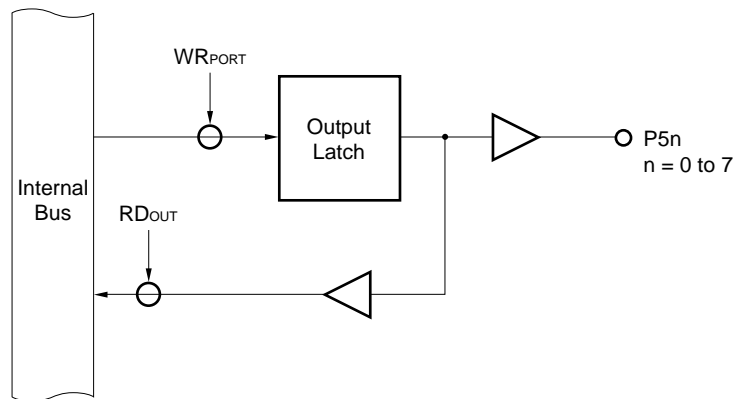 WRPORT
Output
Latch
P5n
n = 0 to 7
Internal
Bus
RDOUT